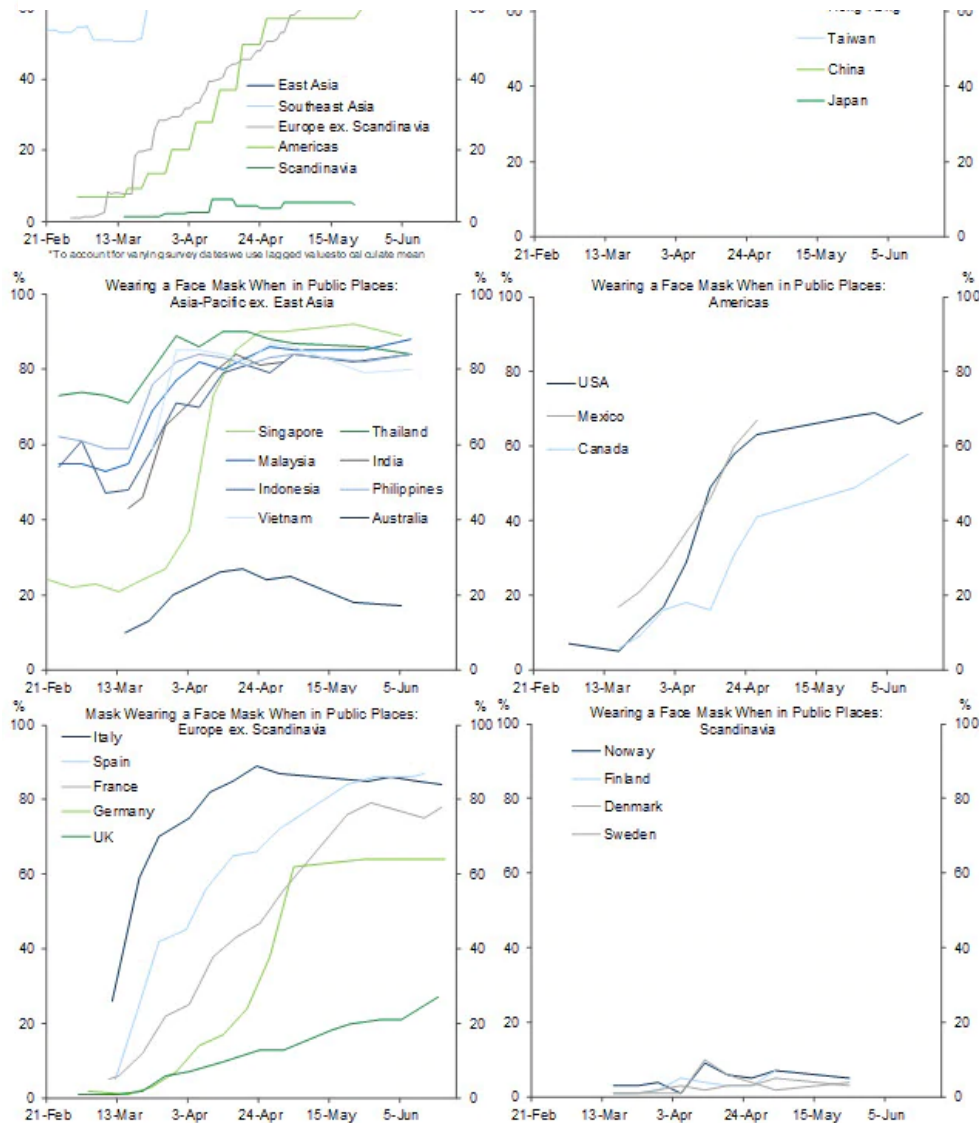 60
60
Taiwan
China
Japan
40
40
40
40
East Asia
Southeast Asia
Europe ex. Scandinavia
Americas
Scandinavia
20
20
20
20
0
0
0
0
21-Feb 13-Mar 3-Apr 24-Apr 15-May 5-Jun
21-Feb 13-Mar 3-Apr 24-Apr 15-May 5-Jun
*To account for varying survey dates we use lagged values to calculate mean
% Wearing a Face Mask When in Public Places: %
Asia-Pacific ex. East Asia
100
100
80
80
60
60
40
40
20
20
0
0
Singapore
Thailand
Malaysia
India
Indonesia
Philippines
Vietnam
Australia
21-Feb 13-Mar 3-Apr 24-Apr 15-May 5-Jun
% Wearing a Face Mask When in Public Places: %
Americas
100
100
80
80
60
60
40
40
20
20
0
0
USA
Mexico
Canada
21-Feb 13-Mar 3-Apr 24-Apr 15-May 5-Jun
% Mask Wearing a Face Mask When in Public Places: %
Europe ex. Scandinavia
100
100
80
80
60
60
40
40
20
20
0
0
Italy
Spain
France
Germany
UK
21-Feb 13-Mar 3-Apr 24-Apr 15-May 5-Jun
% Wearing a Face Mask When in Public Places: %
Scandinavia
100
100
80
80
60
60
40
40
20
20
0
0
Norway
Finland
Denmark
Sweden
21-Feb 13-Mar 3-Apr 24-Apr 15-May 5-Jun